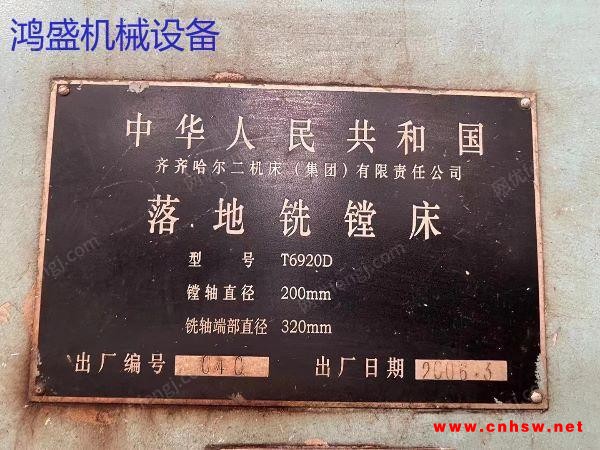 鸿盛机械设备
中华人民共和国
齐齐哈尔二机床(集团)有限责任公司
落地铣镗床
型号 T6920D
镗轴直径 200mm
铣轴端部直径 320mm
出厂编号 出厂日期 2006.3
www.cnhsw.net